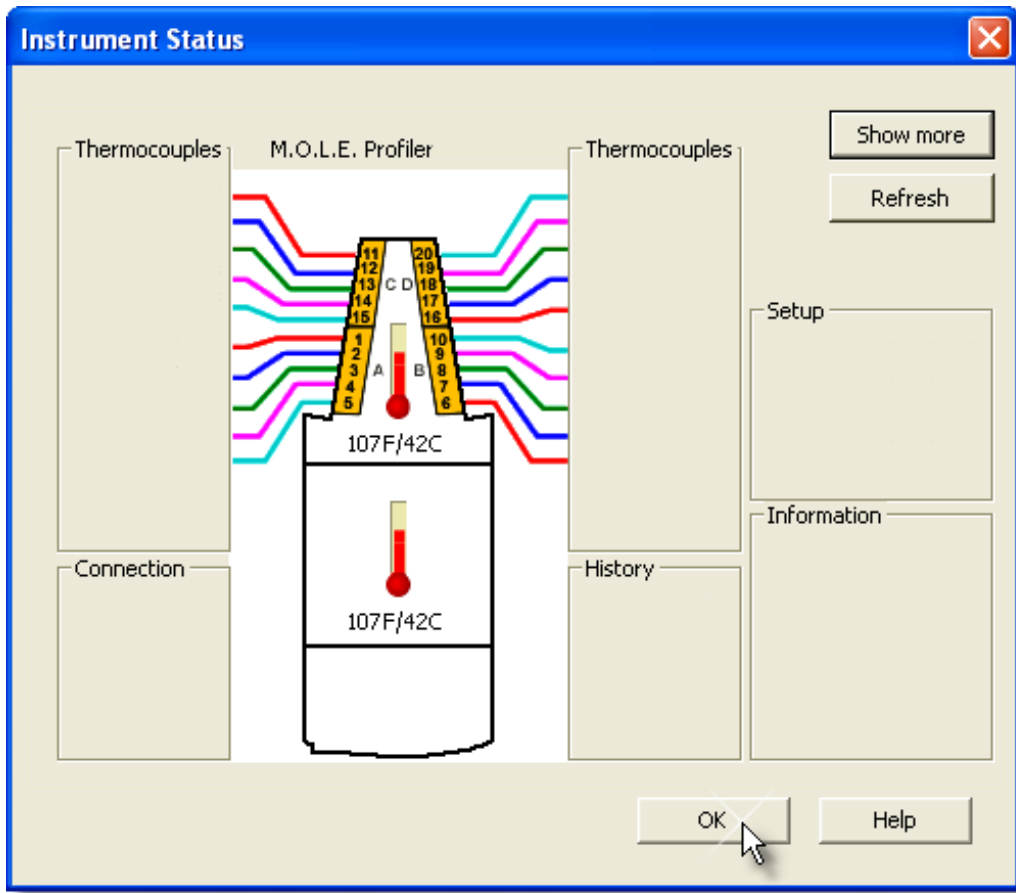 Instrument Status
Show more
Refresh
Thermocouples
M.O.L.E. Profiler
Thermocouples
11 20
12 19
13 C D 18
14 17
15 16
1 10
2 9
3 A B 8
4 7
5 6
107F/42C
107F/42C
Setup
Information
Connection
History
OK
Help